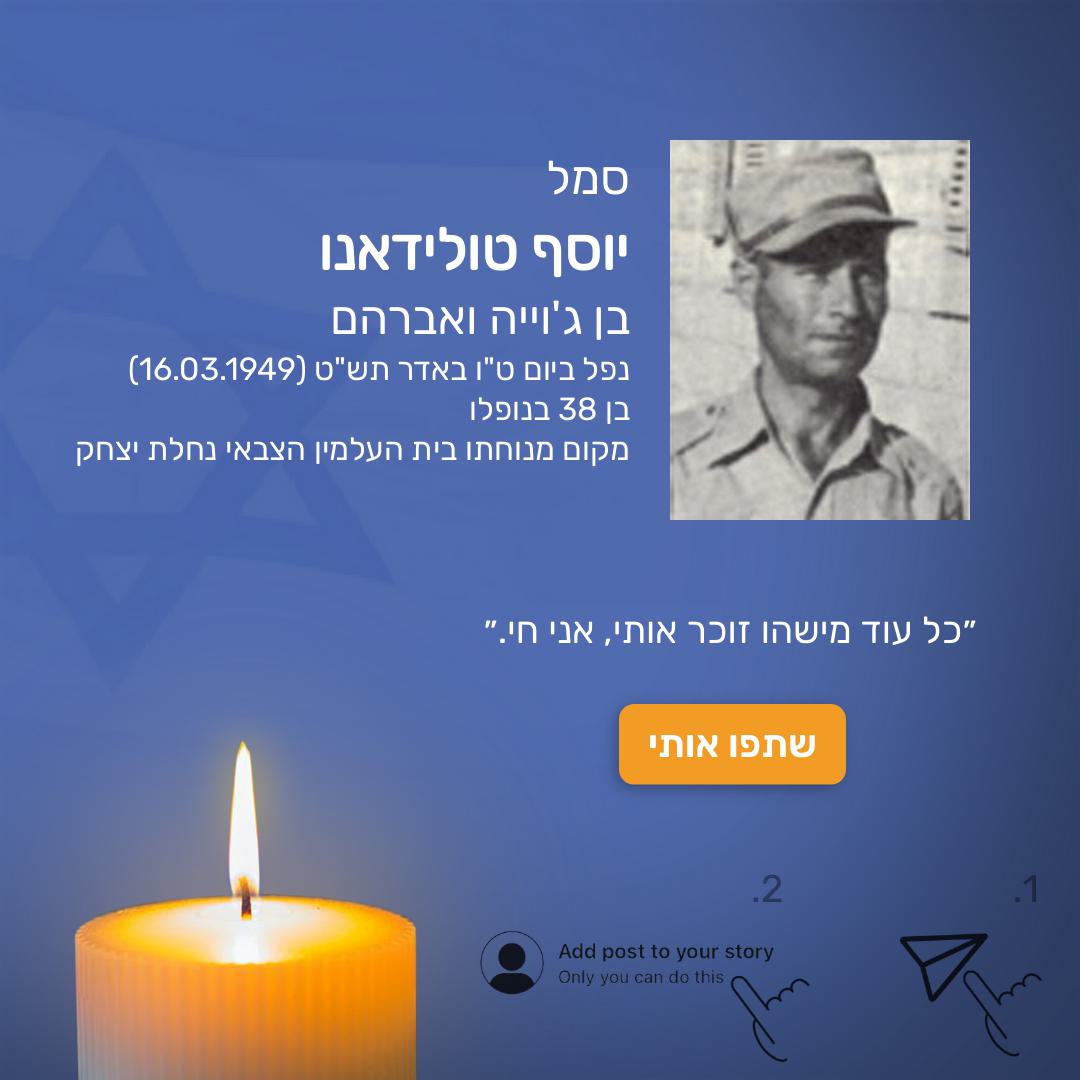 סמל
יוסף טולידאנו
בן ג'וייה ואברהם
נפל ביום ט"ו באדר תש"ט (16.03.1949)
בן 38 בנופלו
מקום מנוחתו בית העלמין הצבאי נחלת יצחק
״כל עוד מישהו זוכר אותי, אני חי.״
שתפו אותי
1.
2.
Add post to your story
Only you can do this